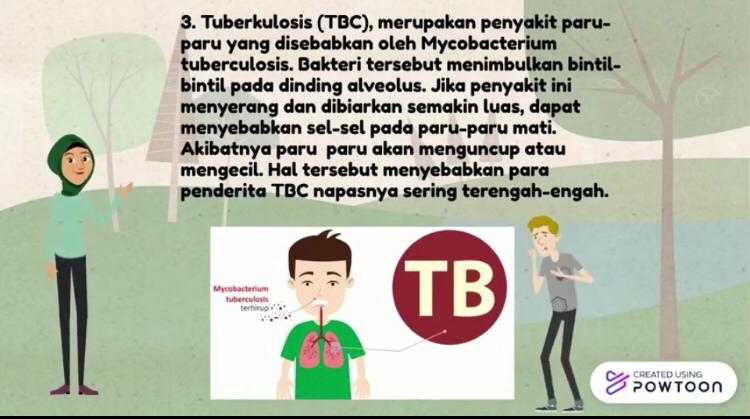 3. Tuberkulosis (TBC), merupakan penyakit paru-
paru yang disebabkan oleh Mycobacterium
tuberculosis. Bakteri tersebut menimbulkan bintil-
bintil pada dinding alveolus. Jika penyakit ini
menyerang dan dibiarkan semakin luas, dapat
menyebabkan sel-sel pada paru-paru mati.
Akibatnya paru paru akan menguncup atau
mengecil. Hal tersebut menyebabkan para
penderita TBC napasnya sering terengah-engah.
Mycobacterium
tuberculosis
terhirup
TB
CREATED USING
POWTOON